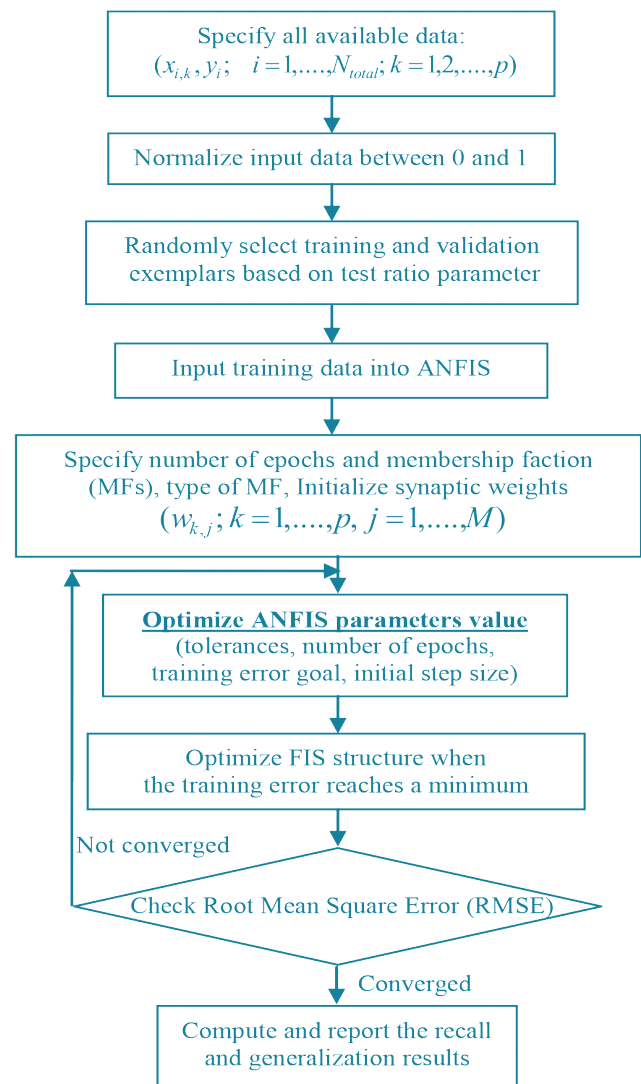 Specify all available data:
(x_{i,k}, y_i; i = 1,....,N_{total}; k = 1,2,....,p)
Normalize input data between 0 and 1
Randomly select training and validation
exemplars based on test ratio parameter
Input training data into ANFIS
Specify number of epochs and membership faction
(MFs), type of MF, Initialize synaptic weights
(w_{k,j}; k = 1,....,p, j = 1,....,M)
Optimize ANFIS parameters value
(tolerances, number of epochs,
training error goal, initial step size)
Optimize FIS structure when
the training error reaches a minimum
Not converged
Check Root Mean Square Error (RMSE)
Converged
Compute and report the recall
and generalization results